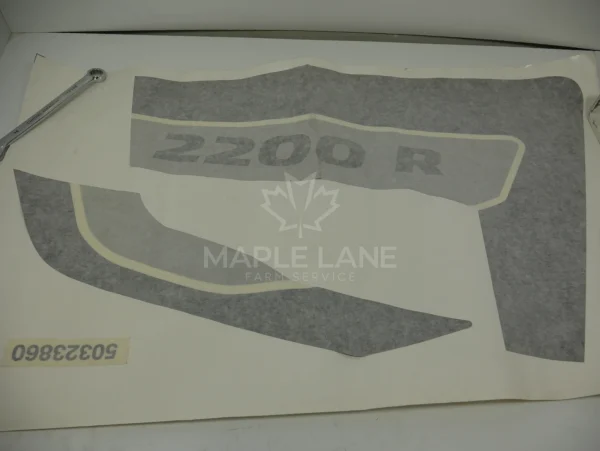 2200 R
MAPLE LANE
FARM SERVICE
50323860